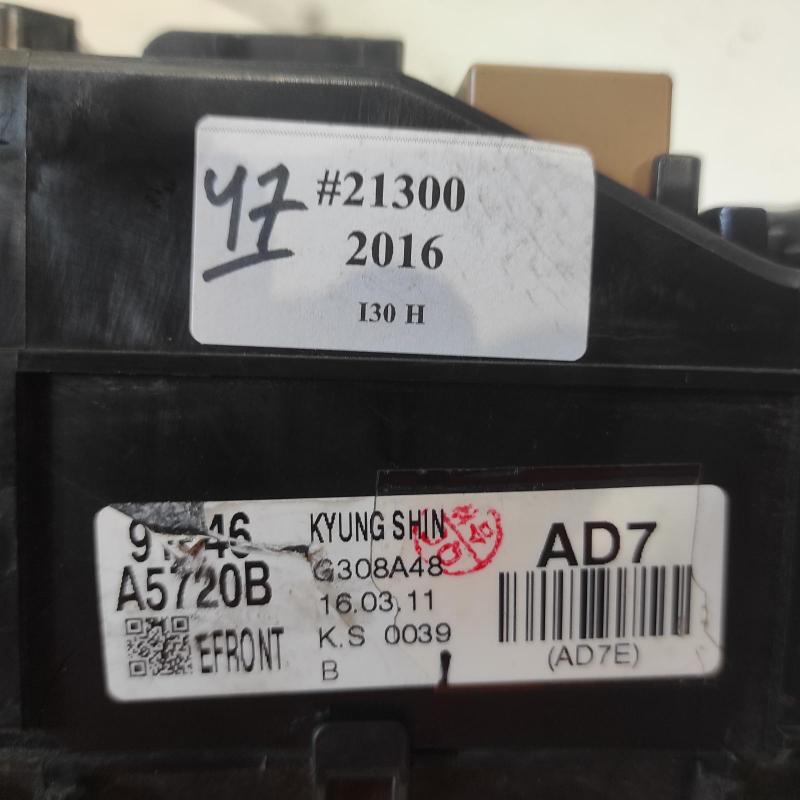 47
#21300
2016
I30 H
A5720B
EFRONT
KYUNG SHIN
G308A48
16.03.11
K.S 0039
B
AD7
(AD7E)